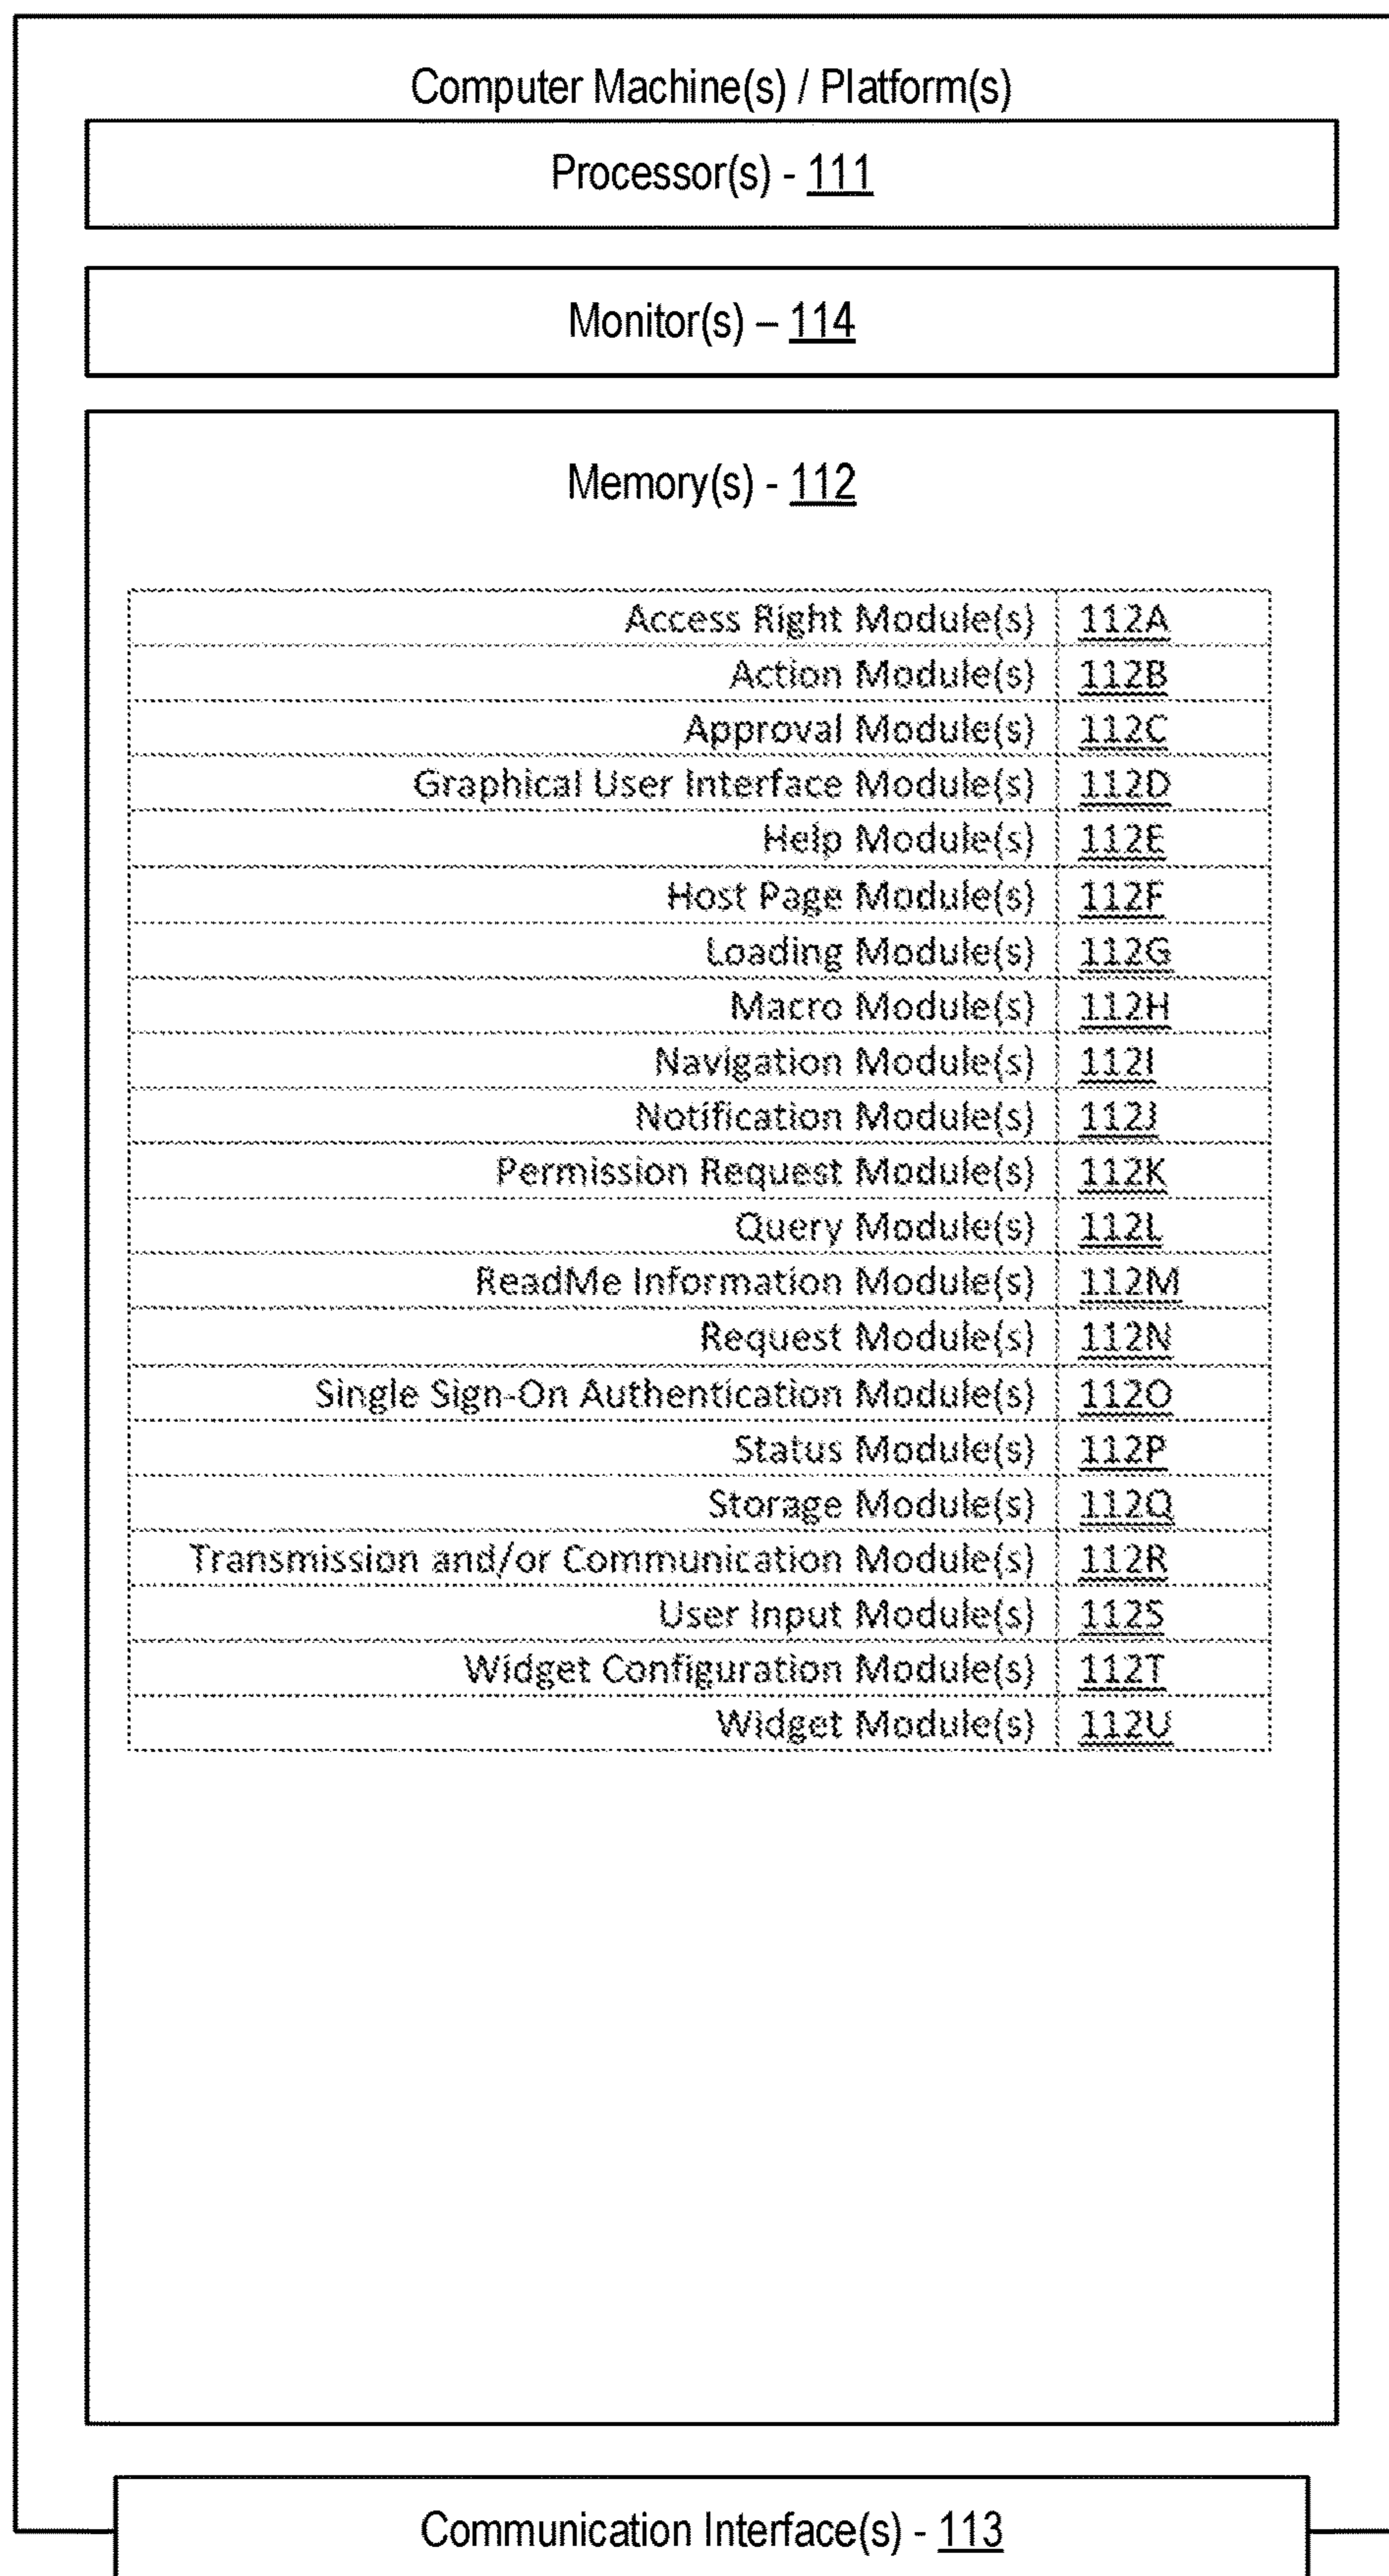 Computer Machine(s) / Platform(s)
Processor(s) - 111
Monitor(s) – 114
Memory(s) - 112
Access Right Module(s) 112A
Action Module(s) 112B
Approval Module(s) 112C
Graphical User Interface Module(s) 112D
Help Module(s) 112E
Host Page Module(s) 112F
Loading Module(s) 112G
Macro Module(s) 112H
Navigation Module(s) 112I
Notification Module(s) 112J
Permission Request Module(s) 112K
Query Module(s) 112L
ReadMe Information Module(s) 112M
Request Module(s) 112N
Single Sign-On Authentication Module(s) 112O
Status Module(s) 112P
Storage Module(s) 112Q
Transmission and/or Communication Module(s) 112R
User Input Module(s) 112S
Widget Configuration Module(s) 112T
Widget Module(s) 112U
Communication Interface(s) - 113